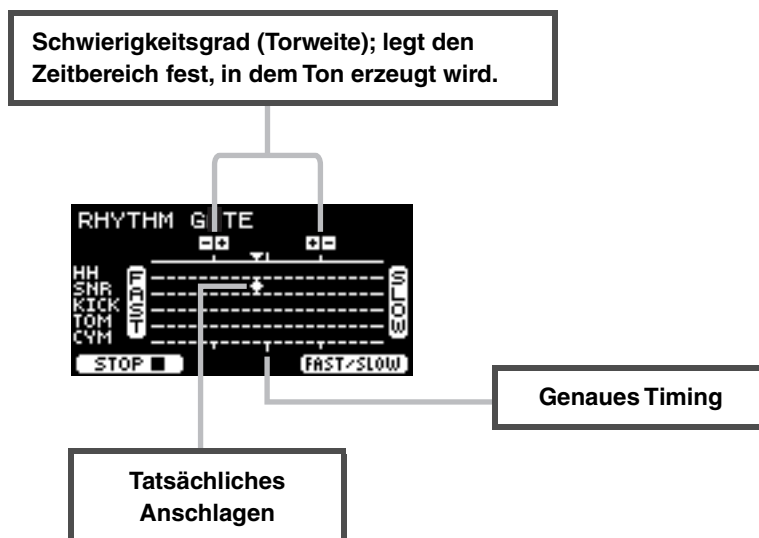 Schwierigkeitsgrad (Torweite); legt den
Zeitbereich fest, in dem Ton erzeugt wird.
RHYTHM GATE
HH
SNR
KICK
TOM
CYM
FAST
SLOW
STOP ■
FAST/SLOW
Genaues Timing
Tatsächliches
Anschlagen